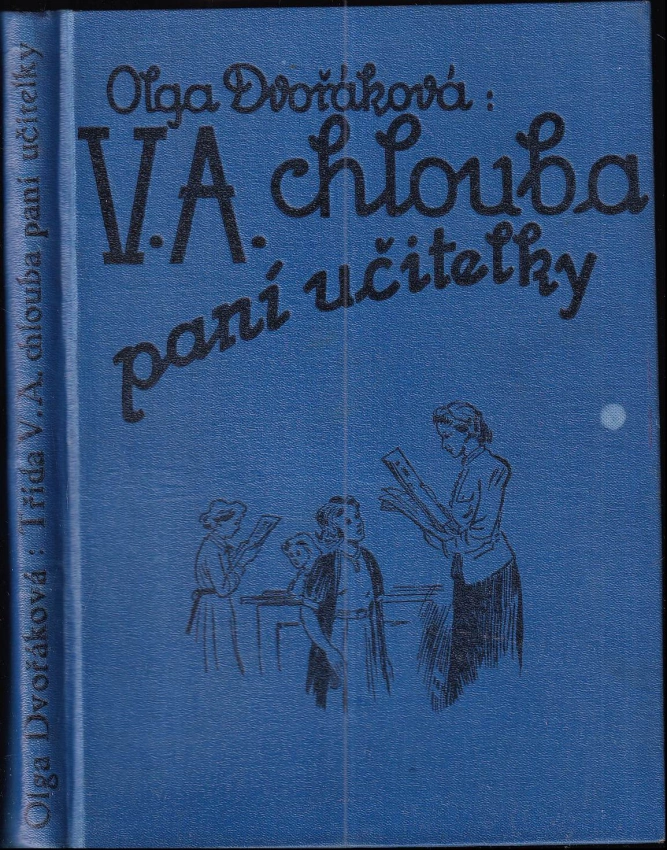 Olga Dvořáková:
V.A. chlouba
paní učitelky
Olga Dvořáková: Třída V.A. chlouba paní učitelky